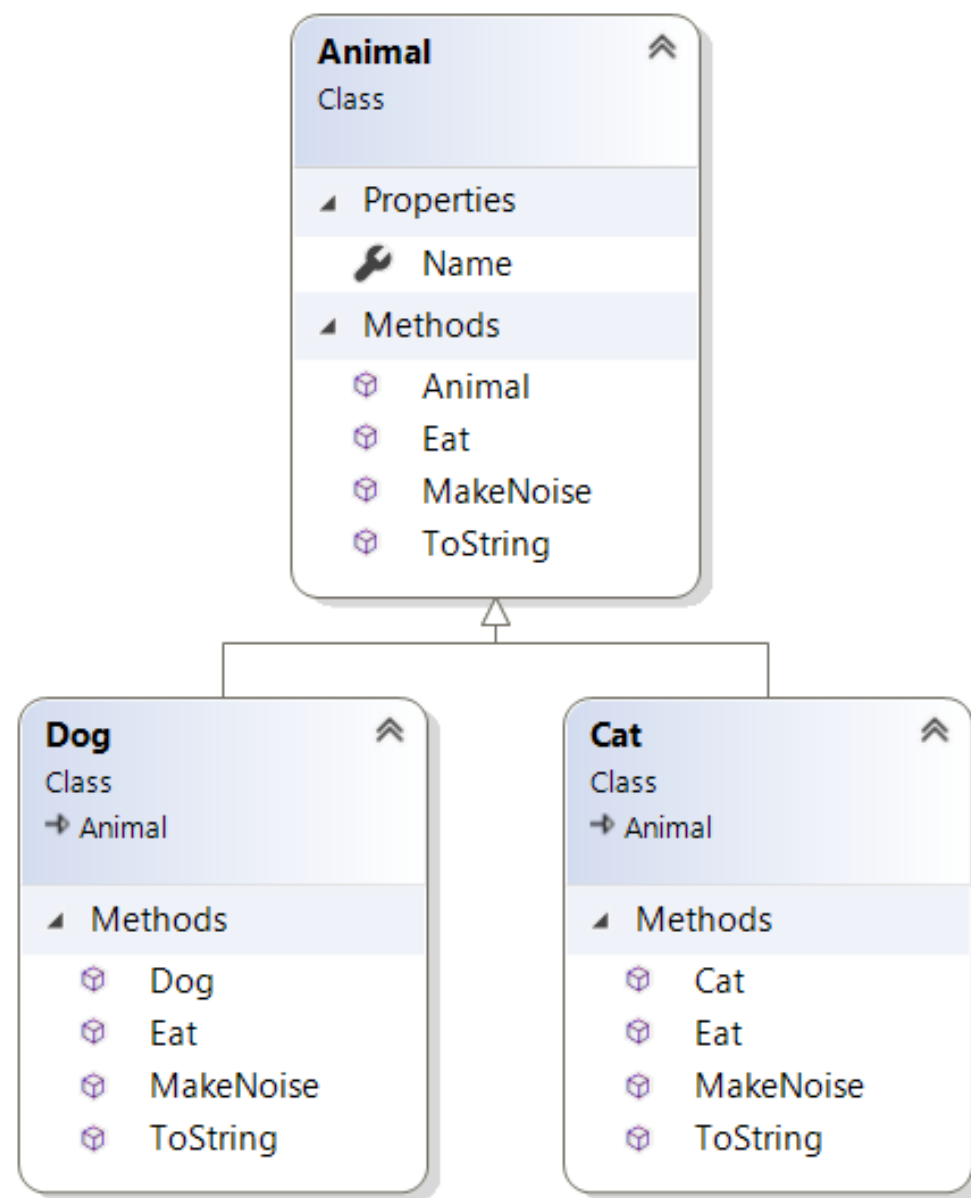 Animal
Class
Properties
Name
Methods
Animal
Eat
MakeNoise
ToString
Dog
Class
Animal
Methods
Dog
Eat
MakeNoise
ToString
Cat
Class
Animal
Methods
Cat
Eat
MakeNoise
ToString